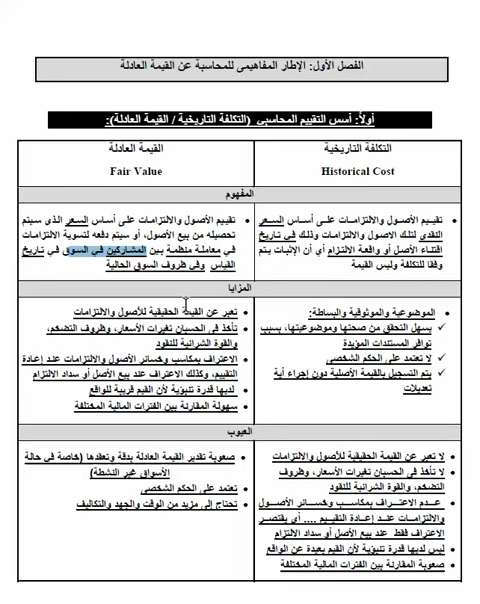 الفصل الأول: الإطار المفاهيمى للمحاسبة عن القيمة العادلة
أولاً: أسس التقييم المحاسبي (التكلفة التاريخية / القيمة العادلة):
التكلفة التاريخية
Historical Cost
القيمة العادلة
Fair Value
المفهوم
• تقييم الأصول والالتزامات على أساس السعر
النقدي لتلك الأصول والالتزامات وذلك في تاريخ
اقتناء الأصل أو واقعة الالتزام أي أن الإثبات يتم
وفقا للتكلفة وليس القيمة
• تقييم الأصول والالتزامات على أساس السعر الذى سيتم
تحصيله من بيع الأصول، أو سيتم دفعه لتسوية الالتزامات
في معاملة منظمة بين المشاركين في السوق في تاريخ
القياس وفي ظروف السوق الحالية
المزايا
• الموضوعية والموثوقية والبساطة:
✓ يسهل التحقق من صحتها وموضوعيتها، بسبب
توافر المستندات المؤيدة
✓ لا تعتمد على الحكم الشخصي
✓ يتم التسجيل بالقيمة الأصلية دون إجراء أية
تعديلات
• تعبر عن القيمة الحقيقية للأصول والالتزامات
• تأخذ في الحسبان تغيرات الأسعار، وظروف التضخم،
والقوة الشرائية للنقود
• الاعتراف بمكاسب وخسائر الأصول والالتزامات عند إعادة
التقييم، وكذلك الاعتراف عند بيع الأصل أو سداد الالتزام
• لديها قدرة تنبؤية لأن القيم قريبة للواقع
• سهولة المقارنة بين الفترات المالية المختلفة
العيوب
• لا تعبر عن القيمة الحقيقية للأصول والالتزامات
• لا تأخذ في الحسبان تغيرات الأسعار، وظروف
التضخم، والقوة الشرائية للنقود
• عدم الاعتراف بمكاسب وخسائر الأصول
والالتزامات عند إعادة التقييم .... أي يقتصر
الاعتراف فقط عند بيع الأصل أو سداد الالتزام
• ليس لديها قدرة تنبؤية لأن القيم بعيدة عن الواقع
• صعوبة المقارنة بين الفترات المالية المختلفة
• صعوبة تقدير القيمة العادلة بدقة وتعقدها (خاصة في حالة
الأسواق غير النشطة)
• تعتمد على الحكم الشخصي
• تحتاج إلى مزيد من الوقت والجهد والتكاليف